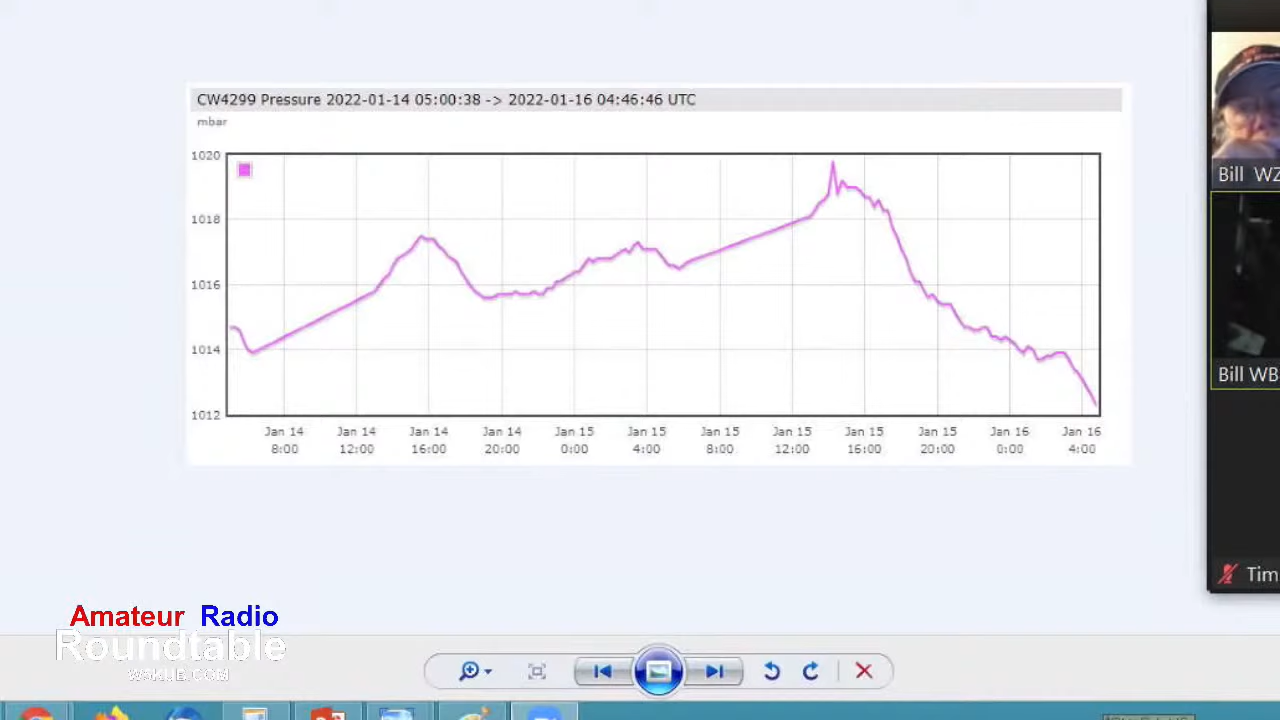 CW4299 Pressure 2022-01-14 05:00:38 -> 2022-01-16 04:46:46 UTC
mbar
1020
1018
1016
1014
1012
Jan 14 Jan 14 Jan 14 Jan 14 Jan 15 Jan 15 Jan 15 Jan 15 Jan 15 Jan 15 Jan 16 Jan 16
8:00 12:00 16:00 20:00 0:00 4:00 8:00 12:00 16:00 20:00 0:00 4:00
Bill WZ
Bill WB
Tim
Amateur Radio
Roundtable